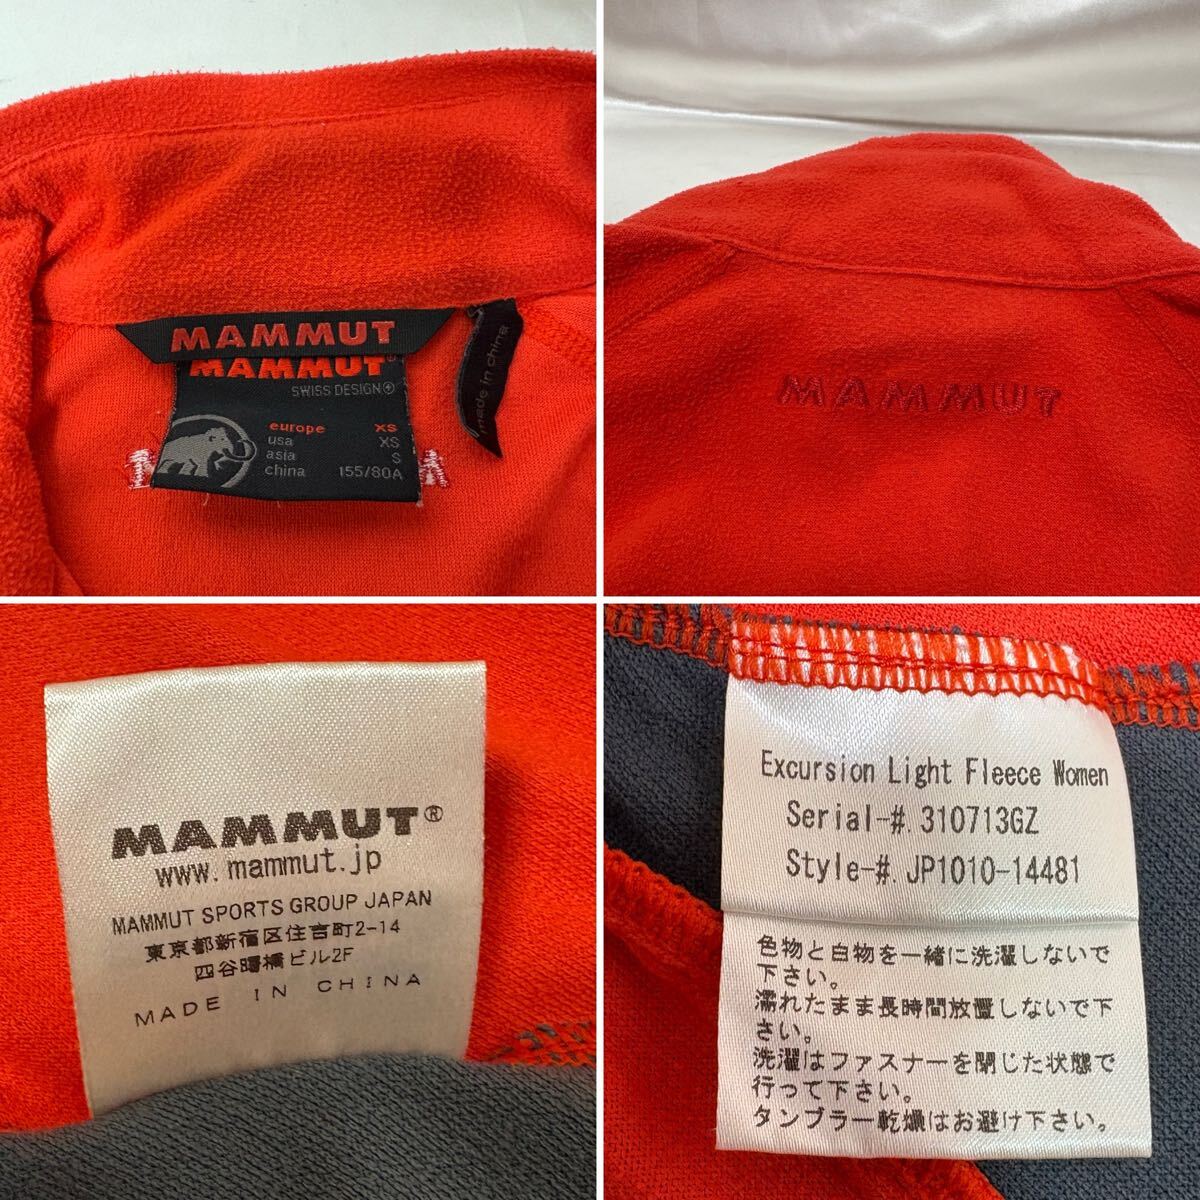 MAMMUT
MAMMUT®
SWISS DESIGN
europe XS
usa XS
asia S
china 155/80A
made in china
MAMMUT
MAMMUT®
www.mammut.jp
MAMMUT SPORTS GROUP JAPAN
東京都新宿区住吉町2-14
四谷曙橋ビル2F
MADE IN CHINA
Excursion Light Fleece Women
Serial-#.310713GZ
Style-#.JP1010-14481
色物と白物を一緒に洗濯しないで
下さい。
濡れたまま長時間放置しないで下
さい。
洗濯はファスナーを閉じた状態で
行って下さい。
タンブラー乾燥はお避け下さい。